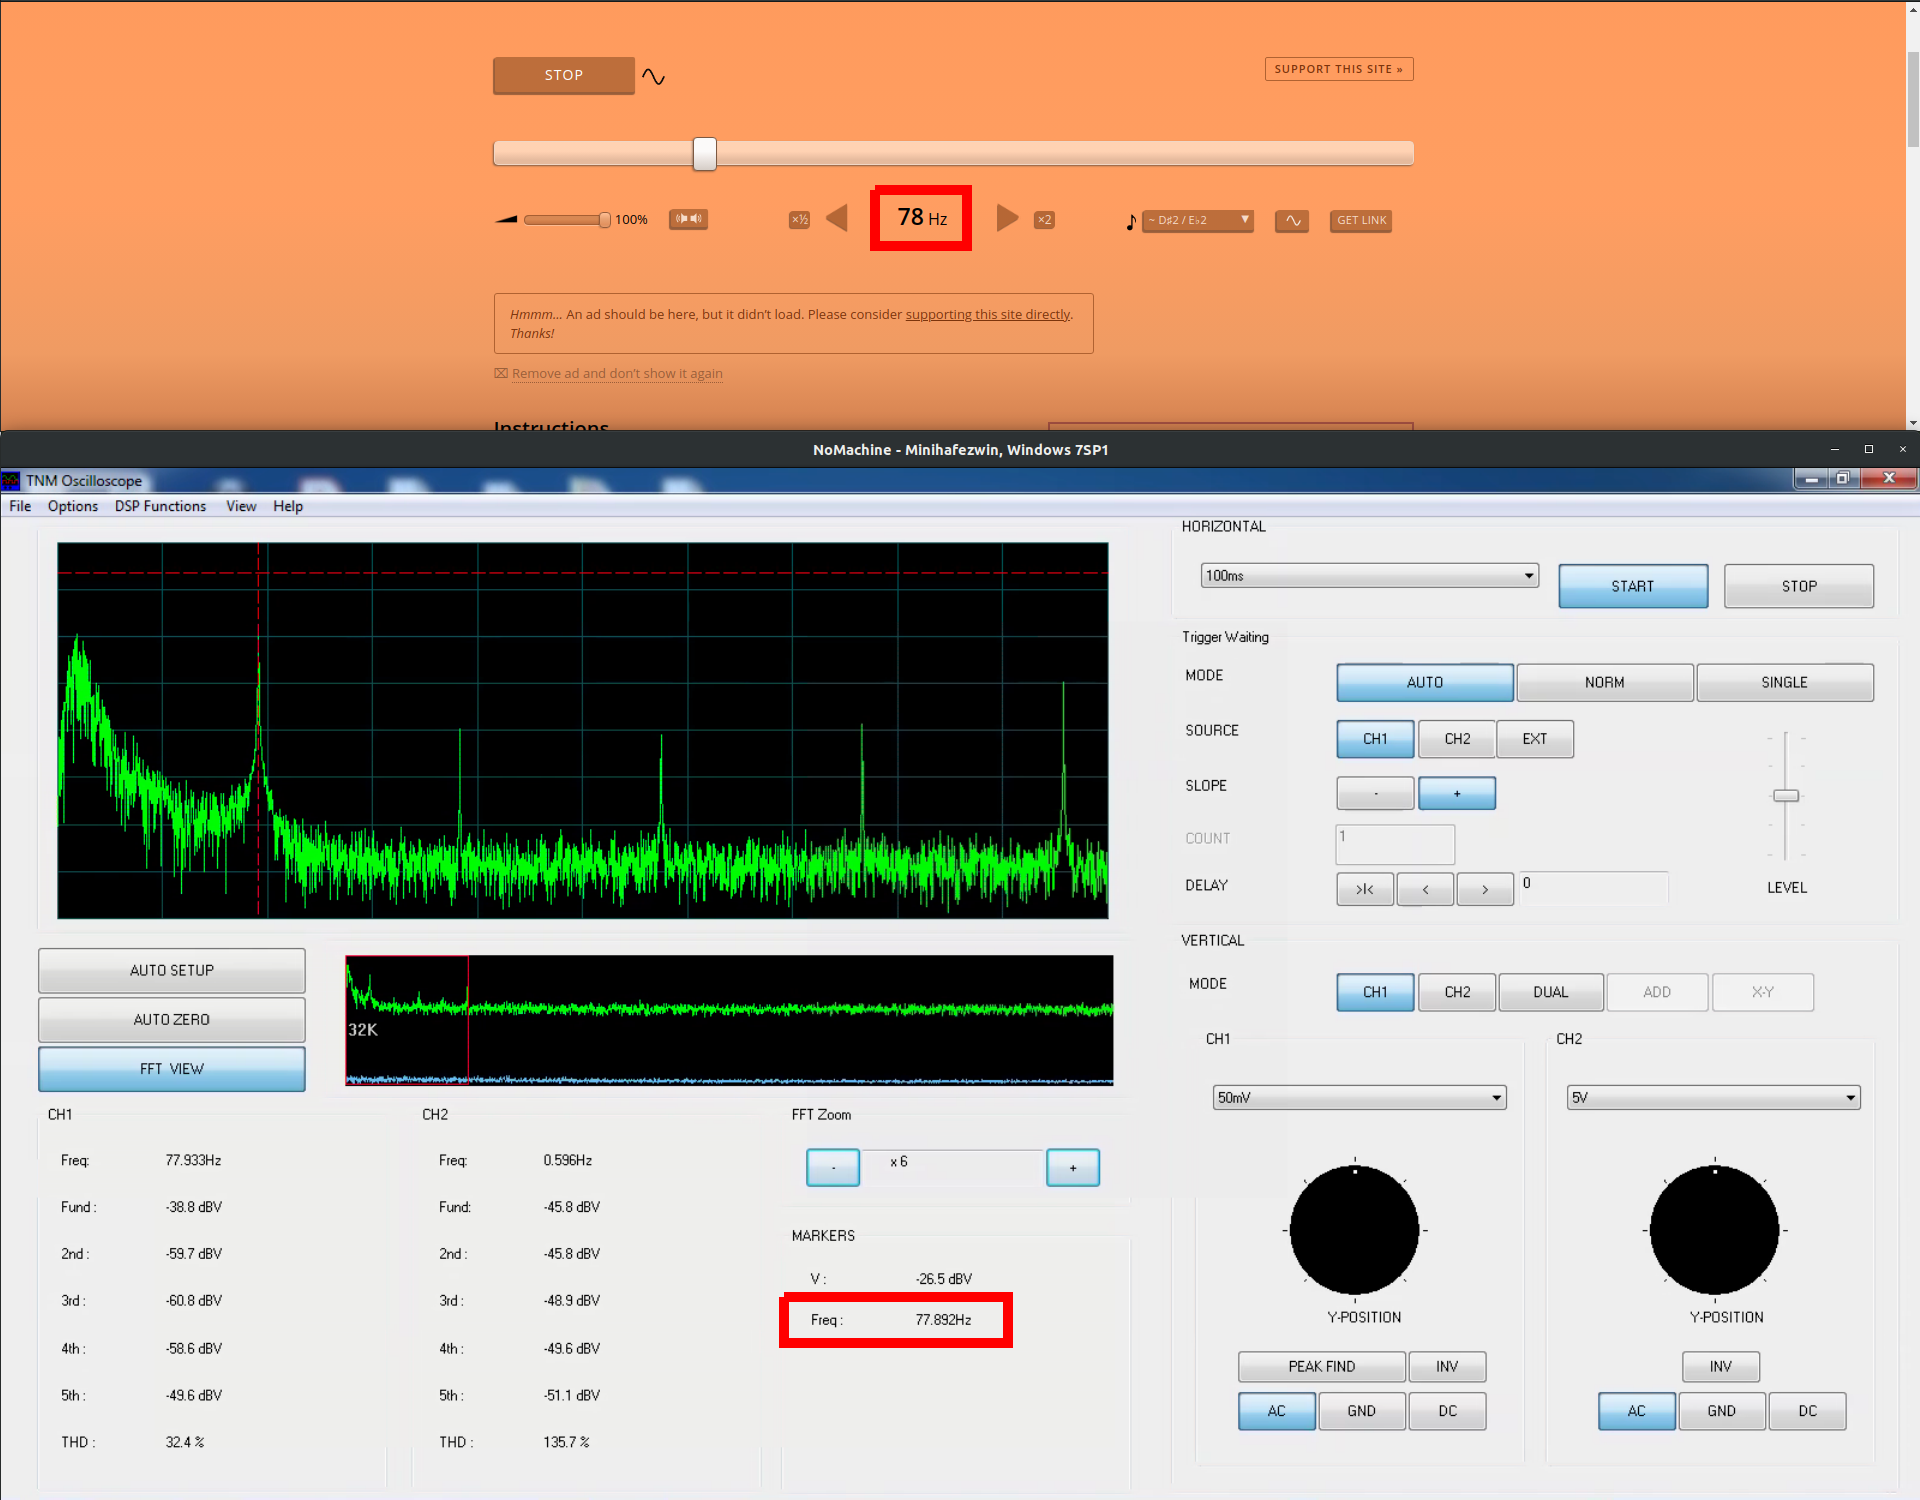 STOP
SUPPORT THIS SITE »
100%
×½
78 Hz
×2
~ D♯2 / E♭2
GET LINK
Hmmm... An ad should be here, but it didn't load. Please consider supporting this site directly.
Thanks!
Remove ad and don't show it again
Instructions
NoMachine - Minihafezwin, Windows 7SP1
TNM Oscilloscope
File Options DSP Functions View Help
HORIZONTAL
100ms
START
STOP
Trigger Waiting
MODE
AUTO
NORM
SINGLE
SOURCE
CH1
CH2
EXT
SLOPE
-
+
COUNT
1
DELAY
>|<
<
>
0
LEVEL
AUTO SETUP
AUTO ZERO
FFT VIEW
32K
VERTICAL
MODE
CH1
CH2
DUAL
ADD
X-Y
CH1
Freq: 77.933Hz
Fund : -38.8 dBV
2nd : -59.7 dBV
3rd : -60.8 dBV
4th : -58.6 dBV
5th : -49.6 dBV
THD : 32.4 %
CH2
Freq: 0.596Hz
Fund: -45.8 dBV
2nd : -45.8 dBV
3rd : -48.9 dBV
4th : -49.6 dBV
5th : -51.1 dBV
THD : 135.7 %
FFT Zoom
-
x 6
+
MARKERS
V : -26.5 dBV
Freq : 77.892Hz
CH1
50mV
Y-POSITION
PEAK FIND
INV
AC
GND
DC
CH2
5V
Y-POSITION
INV
AC
GND
DC